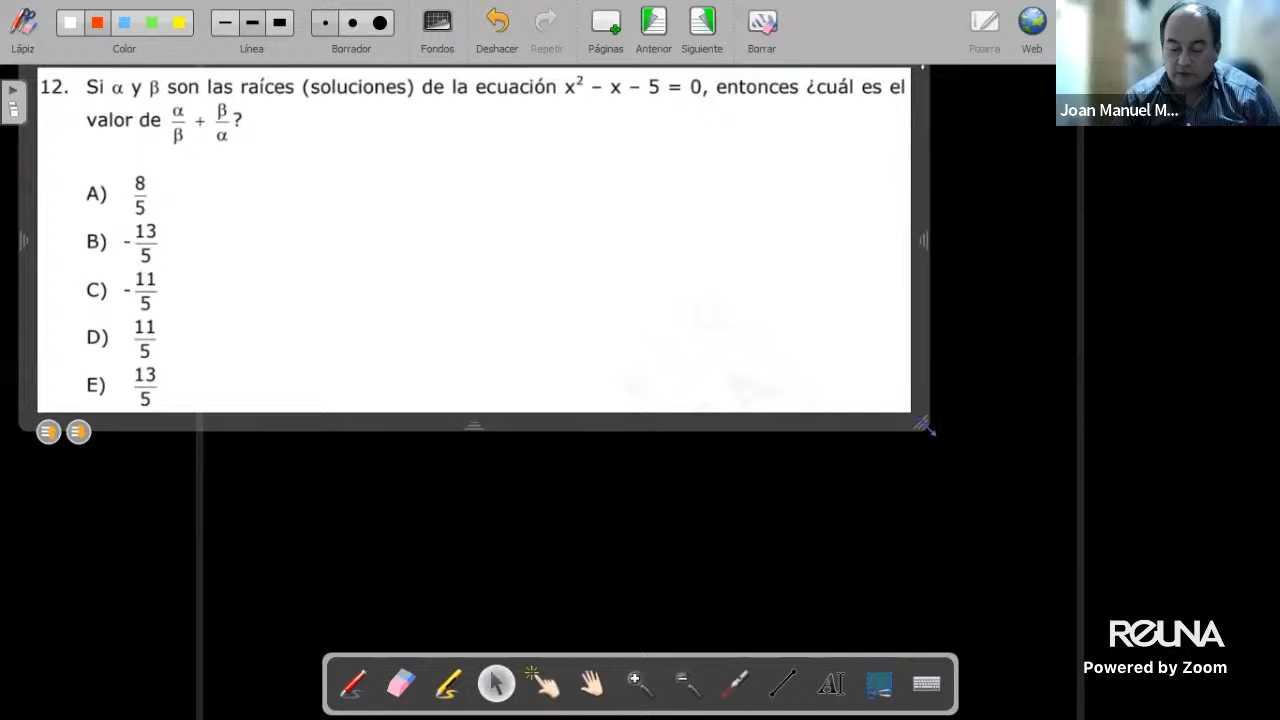 Lápiz Color Línea Borrador Fondos Deshacer Repetir Páginas Anterior Siguiente Borrar Pizarra Web
Joan Manuel M...
12. Si α y β son las raíces (soluciones) de la ecuación x² – x – 5 = 0, entonces ¿cuál es el
valor de α/β + β/α?
A) 8/5
B) - 13/5
C) - 11/5
D) 11/5
E) 13/5
AI
REUNA
Powered by Zoom